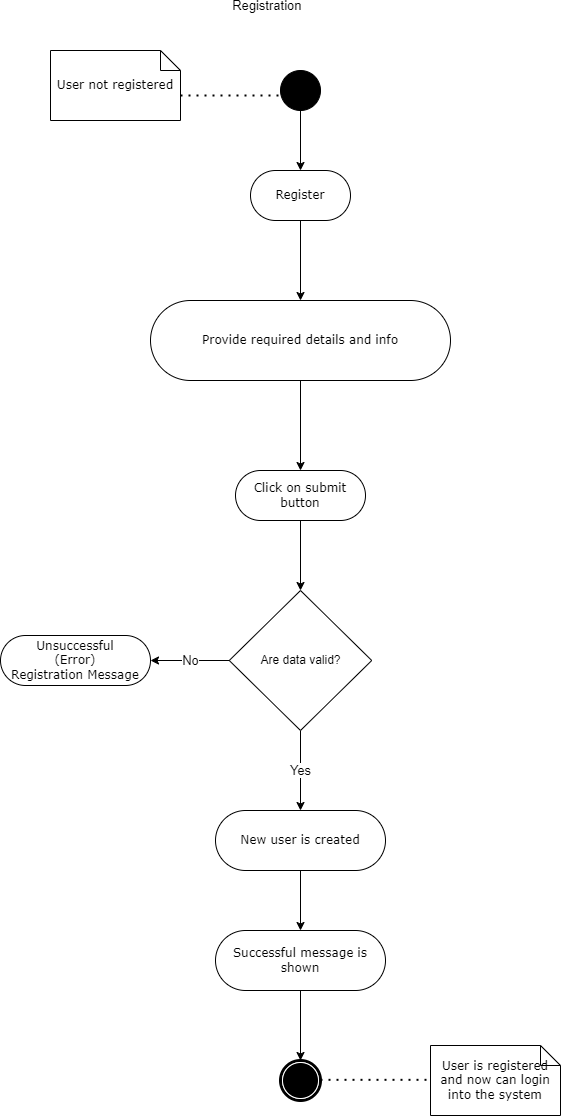 Registration
User not registered
Register
Provide required details and info
Click on submit
button
Are data valid?
No
Unsuccessful
(Error)
Registration Message
Yes
New user is created
Successful message is
shown
User is registered
and now can login
into the system